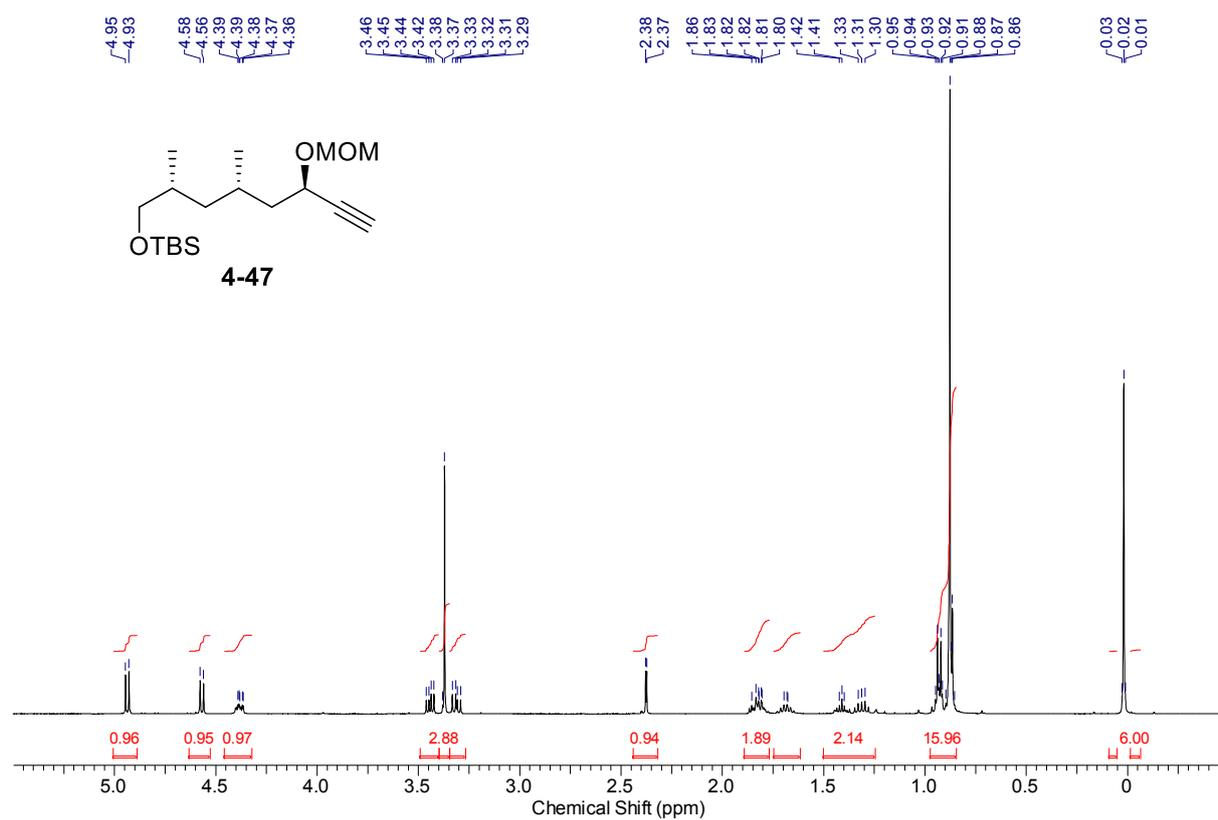 4.95 4.93 4.58 4.56 4.39 4.39 4.38 4.37 4.36 3.46 3.45 3.44 3.42 3.38 3.37 3.33 3.32 3.31 3.29 2.38 2.37 1.86 1.83 1.82 1.82 1.81 1.80 1.42 1.41 1.33 1.31 1.30 0.95 0.94 0.93 0.92 0.91 0.88 0.87 0.86 0.03 0.02 0.01
OMOM
OTBS
4-47
0.96 0.95 0.97 2.88 0.94 1.89 2.14 15.96 6.00
5.0 4.5 4.0 3.5 3.0 2.5 2.0 1.5 1.0 0.5 0
Chemical Shift (ppm)